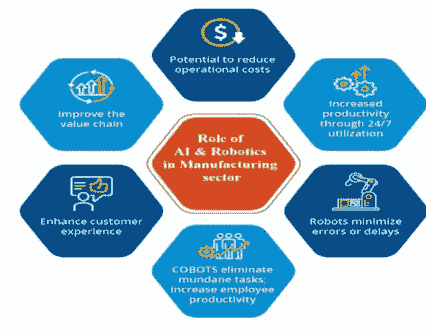 $
Potential to reduce
operational costs
Improve the
value chain
Increased
productivity
through 24/7
utilization
Role of
AI & Robotics
in Manufacturing
sector
Enhance customer
experience
Robots minimize
errors or delays
COBOTS eliminate
mundane tasks;
increase employee
productivity